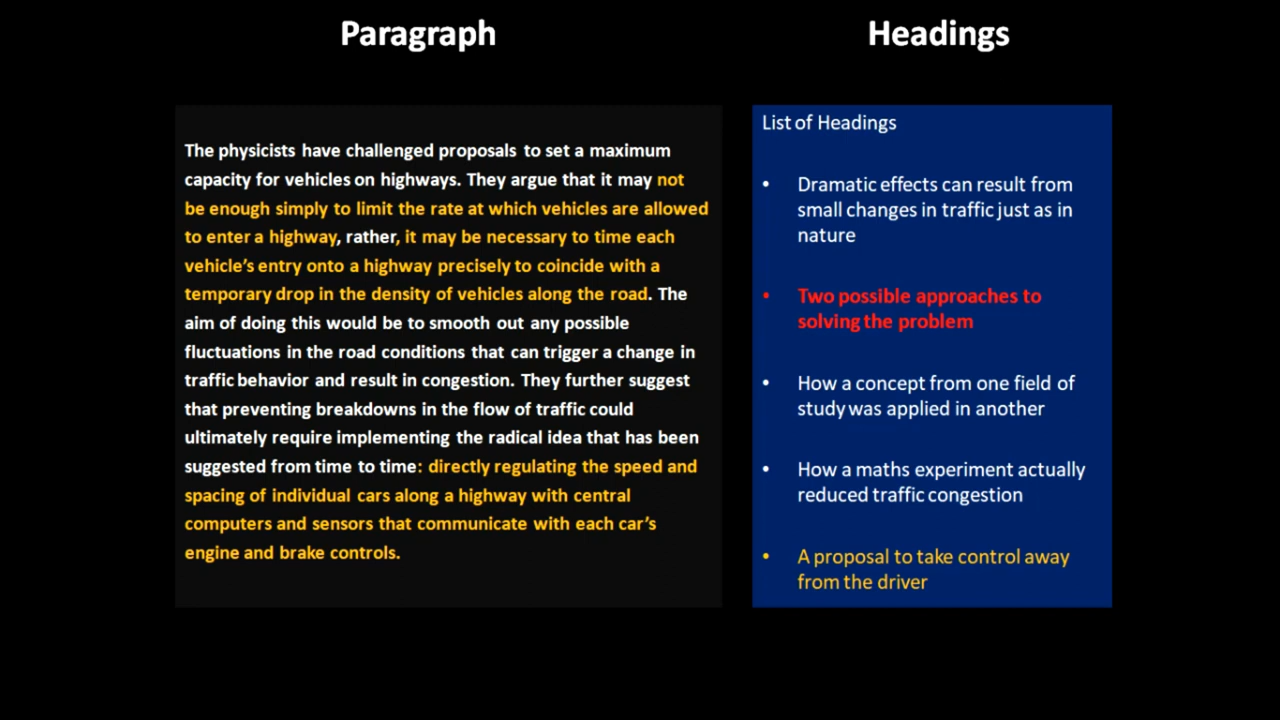 Paragraph
Headings
The physicists have challenged proposals to set a maximum
capacity for vehicles on highways. They argue that it may not
be enough simply to limit the rate at which vehicles are allowed
to enter a highway, rather, it may be necessary to time each
vehicle's entry onto a highway precisely to coincide with a
temporary drop in the density of vehicles along the road. The
aim of doing this would be to smooth out any possible
fluctuations in the road conditions that can trigger a change in
traffic behavior and result in congestion. They further suggest
that preventing breakdowns in the flow of traffic could
ultimately require implementing the radical idea that has been
suggested from time to time: directly regulating the speed and
spacing of individual cars along a highway with central
computers and sensors that communicate with each car's
engine and brake controls.
List of Headings
• Dramatic effects can result from
small changes in traffic just as in
nature
• Two possible approaches to
solving the problem
• How a concept from one field of
study was applied in another
• How a maths experiment actually
reduced traffic congestion
• A proposal to take control away
from the driver